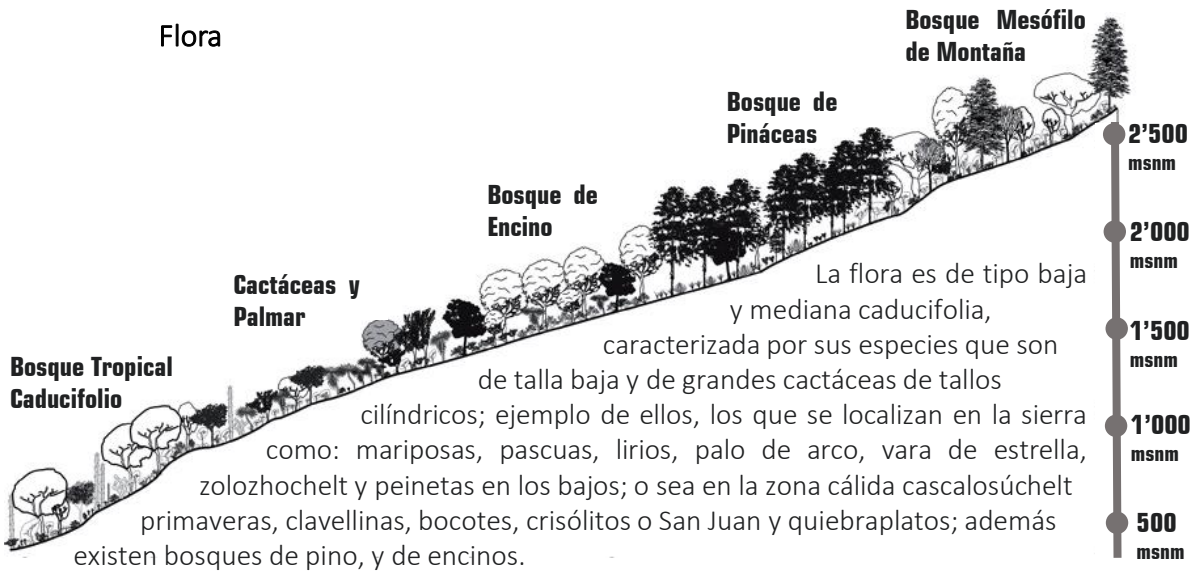 Flora
Bosque Mesófilo
de Montaña
Bosque de
Pináceas
Bosque de
Encino
Cactáceas y
Palmar
Bosque Tropical
Caducifolio
2'500
msnm
2'000
msnm
1'500
msnm
1'000
msnm
500
msnm
La flora es de tipo baja
y mediana caducifolia,
caracterizada por sus especies que son
de talla baja y de grandes cactáceas de tallos
cilíndricos; ejemplo de ellos, los que se localizan en la sierra
como: mariposas, pascuas, lirios, palo de arco, vara de estrella,
zolozhochelt y peinetas en los bajos; o sea en la zona cálida cascalosúchelt
primaveras, clavellinas, bocotes, crisólitos o San Juan y quiebraplatos; además
existen bosques de pino, y de encinos.